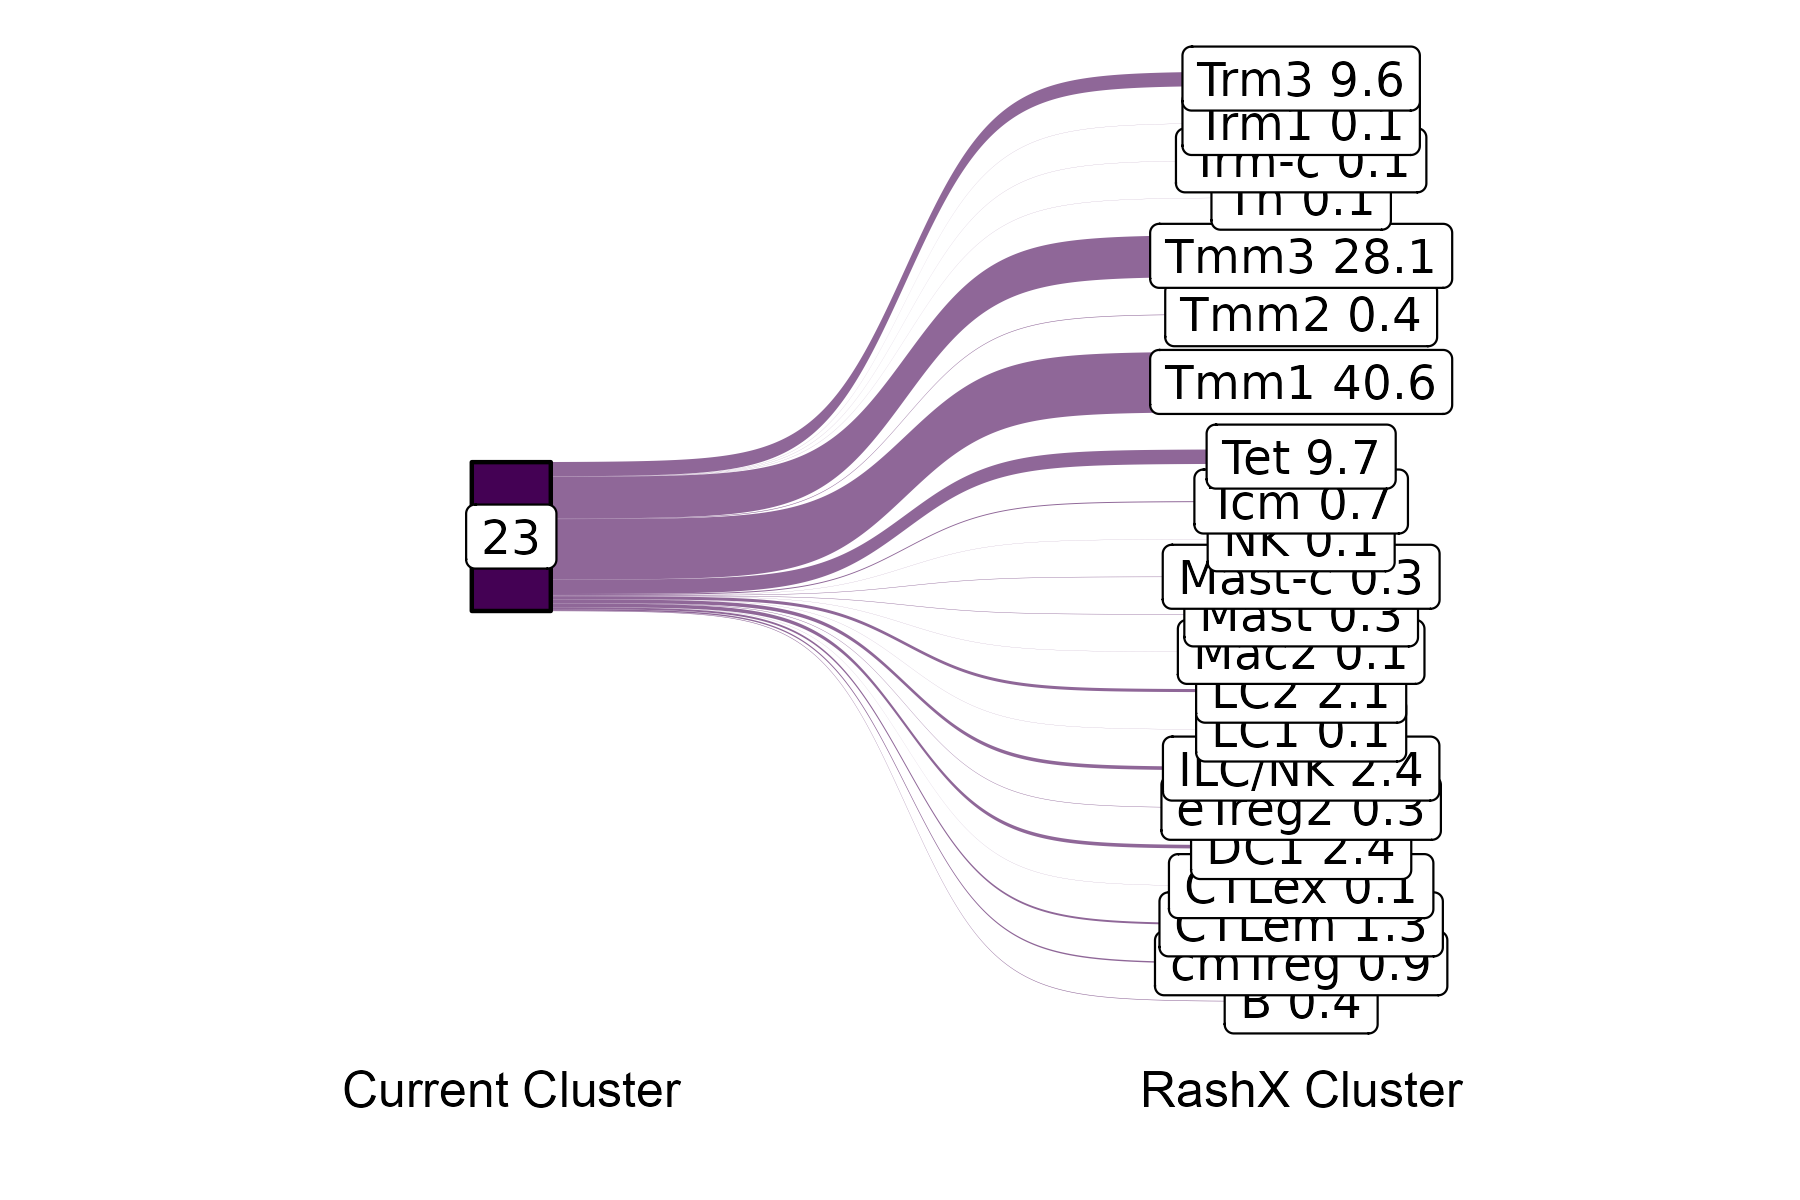 Trm3 9.6
Trm1 0.1
Trm-c 0.1
Tn 0.1
Tmm3 28.1
Tmm2 0.4
Tmm1 40.6
Tet 9.7
Tcm 0.7
NK 0.1
Mast-c 0.3
Mast 0.3
Mac2 0.1
LC2 2.1
LC1 0.1
ILC/NK 2.4
eTreg2 0.3
DC1 2.4
CTLex 0.1
CTLem 1.3
cmTreg 0.9
B 0.4
23
Current Cluster
RashX Cluster